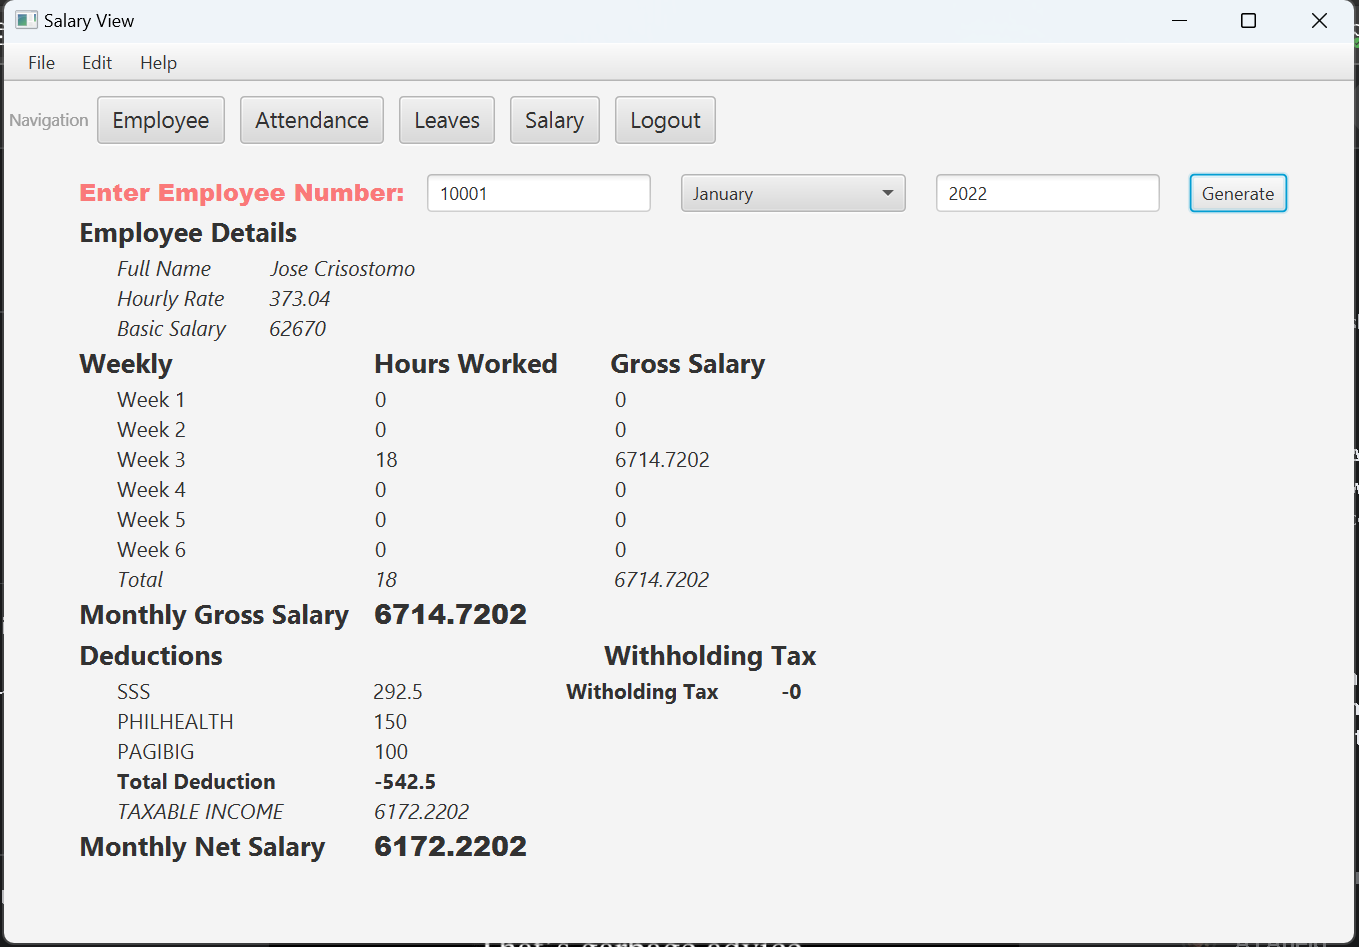 Salary View
File Edit Help
Navigation Employee Attendance Leaves Salary Logout
Enter Employee Number: 10001 January 2022 Generate
Employee Details
Full Name Jose Crisostomo
Hourly Rate 373.04
Basic Salary 62670
Weekly Hours Worked Gross Salary
Week 1 0 0
Week 2 0 0
Week 3 18 6714.7202
Week 4 0 0
Week 5 0 0
Week 6 0 0
Total 18 6714.7202
Monthly Gross Salary 6714.7202
Deductions Withholding Tax
SSS 292.5 Witholding Tax -0
PHILHEALTH 150
PAGIBIG 100
Total Deduction -542.5
TAXABLE INCOME 6172.2202
Monthly Net Salary 6172.2202